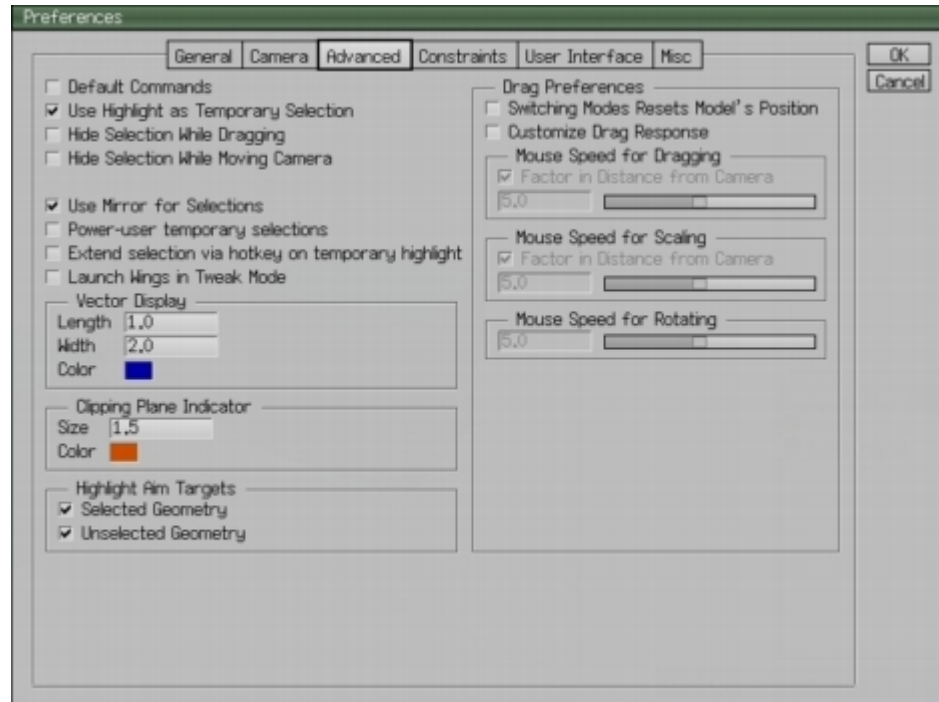 Preferences
General Camera Advanced Constraints User Interface Misc
OK
Cancel
Default Commands
Use Highlight as Temporary Selection
Hide Selection While Dragging
Hide Selection While Moving Camera
Use Mirror for Selections
Power-user temporary selections
Extend selection via hotkey on temporary highlight
Launch Wings in Tweak Mode
Vector Display
Length 1.0
Width 2.0
Color
Clipping Plane Indicator
Size 1.5
Color
Highlight Aim Targets
Selected Geometry
Unselected Geometry
Drag Preferences
Switching Modes Resets Model's Position
Customize Drag Response
Mouse Speed for Dragging
Factor in Distance from Camera
5.0
Mouse Speed for Scaling
Factor in Distance from Camera
5.0
Mouse Speed for Rotating
5.0